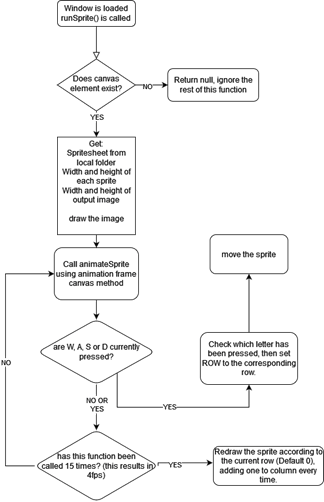 Window is loaded
runSprite() is called
Does canvas
element exist?
NO
Return null, ignore the
rest of this function
YES
Get:
Spritesheet from
local folder
Width and height of
each sprite
Width and height of
output image
draw the image
Call animateSprite
using animation frame
canvas method
move the sprite
are W, A, S or D currently
pressed?
Check which letter has
been pressed, then set
ROW to the corresponding
row.
NO
NO OR
YES
YES
has this function been
called 15 times? (this results in
4fps)
YES
Redraw the sprite according to
the current row (Default 0),
adding one to column every
time.